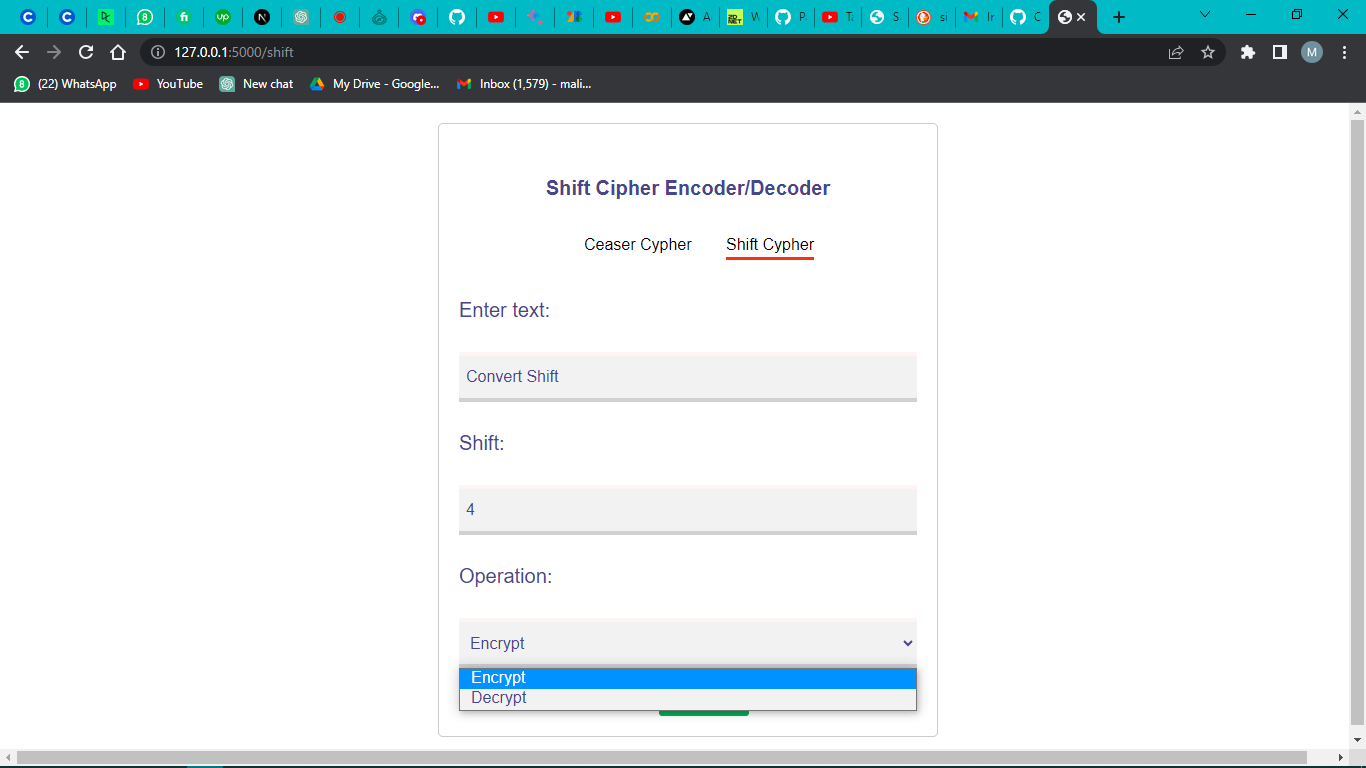 A
W
P
Ta
S
si
Ir
C
127.0.0.1:5000/shift
M
(22) WhatsApp YouTube New chat My Drive - Google... Inbox (1,579) - mali...
Shift Cipher Encoder/Decoder
Ceaser Cypher Shift Cypher
Enter text:
Convert Shift
Shift:
4
Operation:
Encrypt
Encrypt
Decrypt